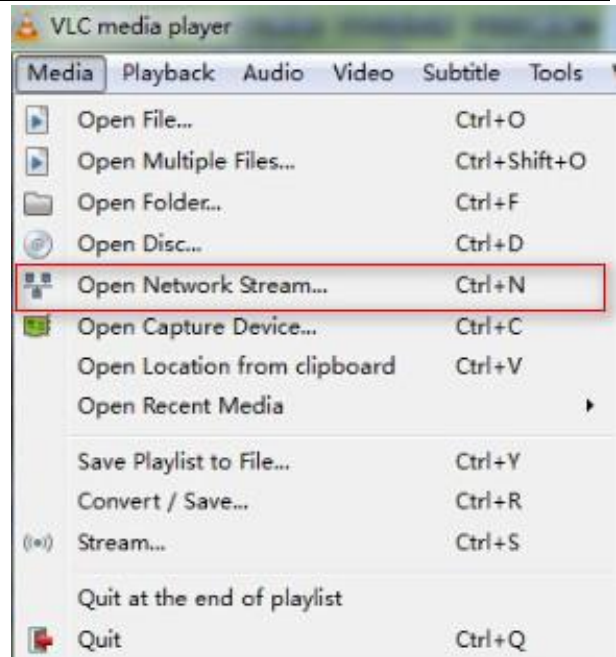 VLC media player
Media Playback Audio Video Subtitle Tools
Open File... Ctrl+O
Open Multiple Files... Ctrl+Shift+O
Open Folder... Ctrl+F
Open Disc... Ctrl+D
Open Network Stream... Ctrl+N
Open Capture Device... Ctrl+C
Open Location from clipboard Ctrl+V
Open Recent Media
Save Playlist to File... Ctrl+Y
Convert / Save... Ctrl+R
Stream... Ctrl+S
Quit at the end of playlist
Quit Ctrl+Q